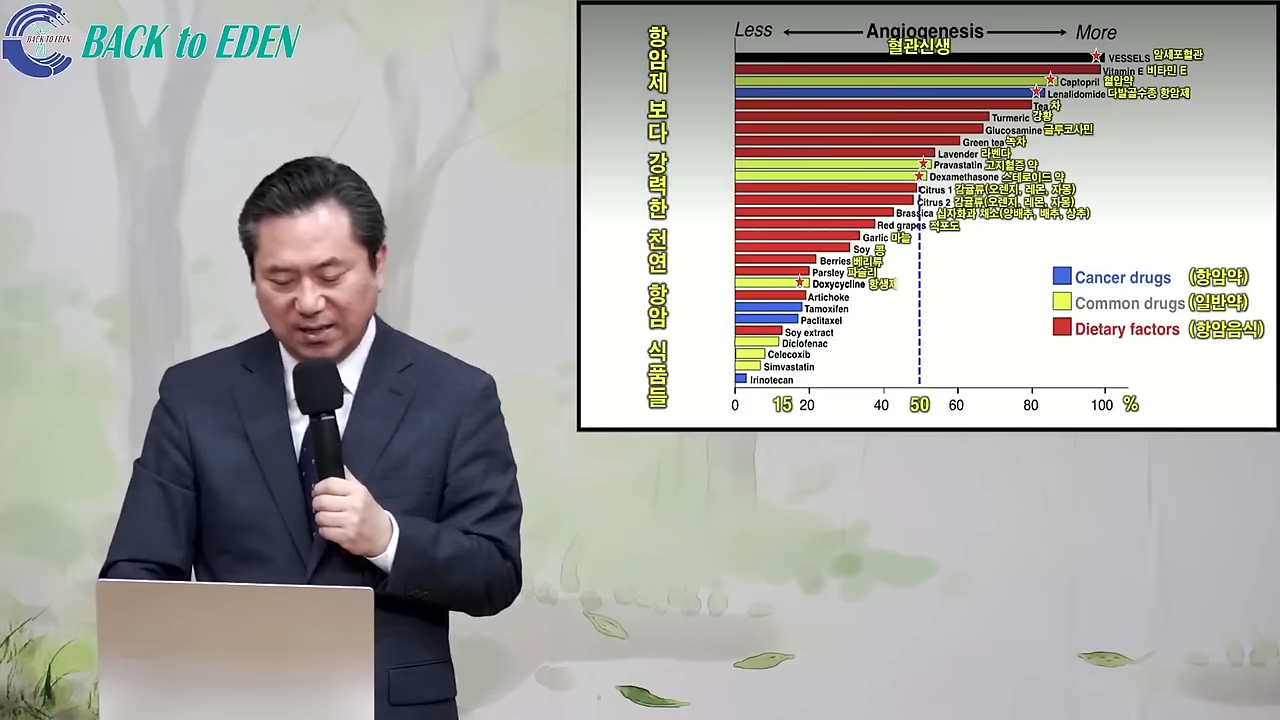 BACK TO EDEN
BACK to EDEN
항암제 보다 강력한 천연 항암 식품들
Less Angiogenesis More
혈관신생
VESSELS 암세포혈관
Vitamin E 비타민 E
Captopril 혈압약
Lenalidomide 다발골수종 항암제
Tea 차
Turmeric 강황
Glucosamine 글루코사민
Green tea 녹차
Lavender 라벤다
Pravastatin 고지혈증 약
Dexamethasone 스테로이드 약
Citrus 1 감귤류(오렌지, 레몬, 자몽)
Citrus 2 감귤류(오렌지, 레몬, 자몽)
Brassica 십자화과 채소(양배추, 배추, 상추)
Red grapes 적포도
Garlic 마늘
Soy 콩
Berries 베리류
Parsley 파슬리
Doxycycline 항생제
Artichoke
Tamoxifen
Paclitaxel
Soy extract
Diclofenac
Celecoxib
Simvastatin
Irinotecan
Cancer drugs (항암약)
Common drugs (일반약)
Dietary factors (항암음식)
0 15 20 40 50 60 80 100 %